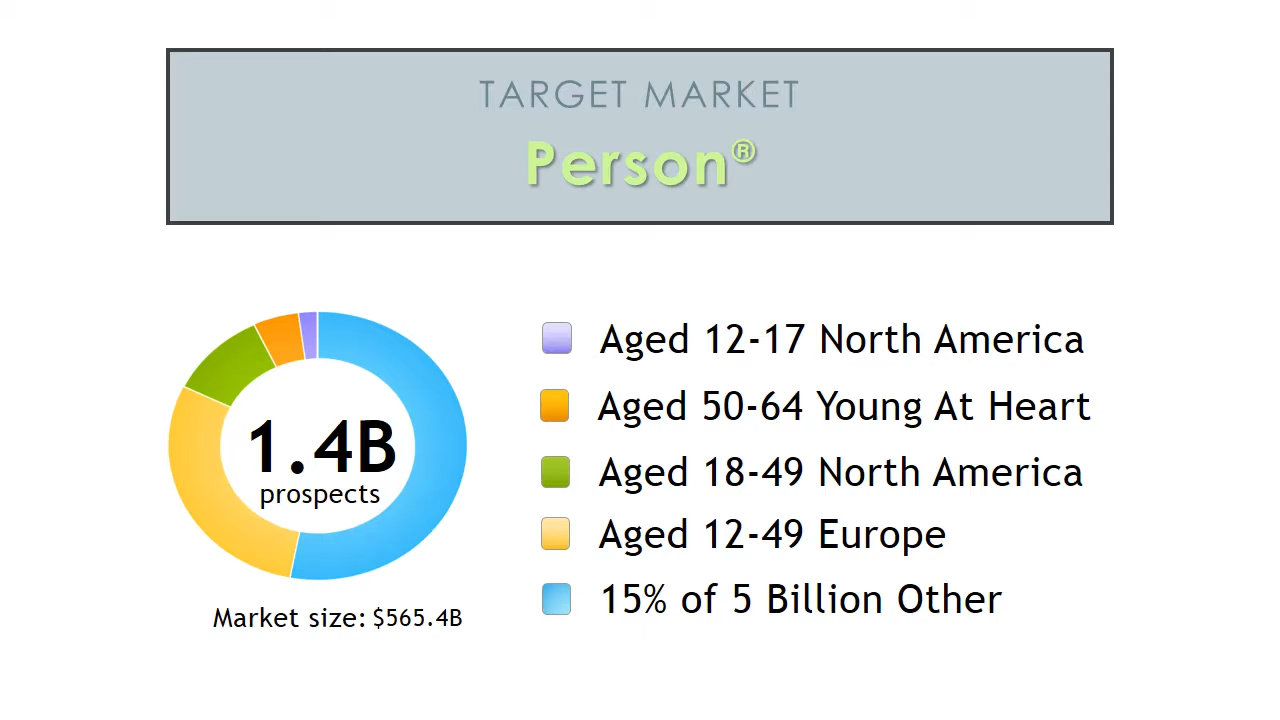 TARGET MARKET
Person®
1.4B
prospects
Market size: $565.4B
Aged 12-17 North America
Aged 50-64 Young At Heart
Aged 18-49 North America
Aged 12-49 Europe
15% of 5 Billion Other